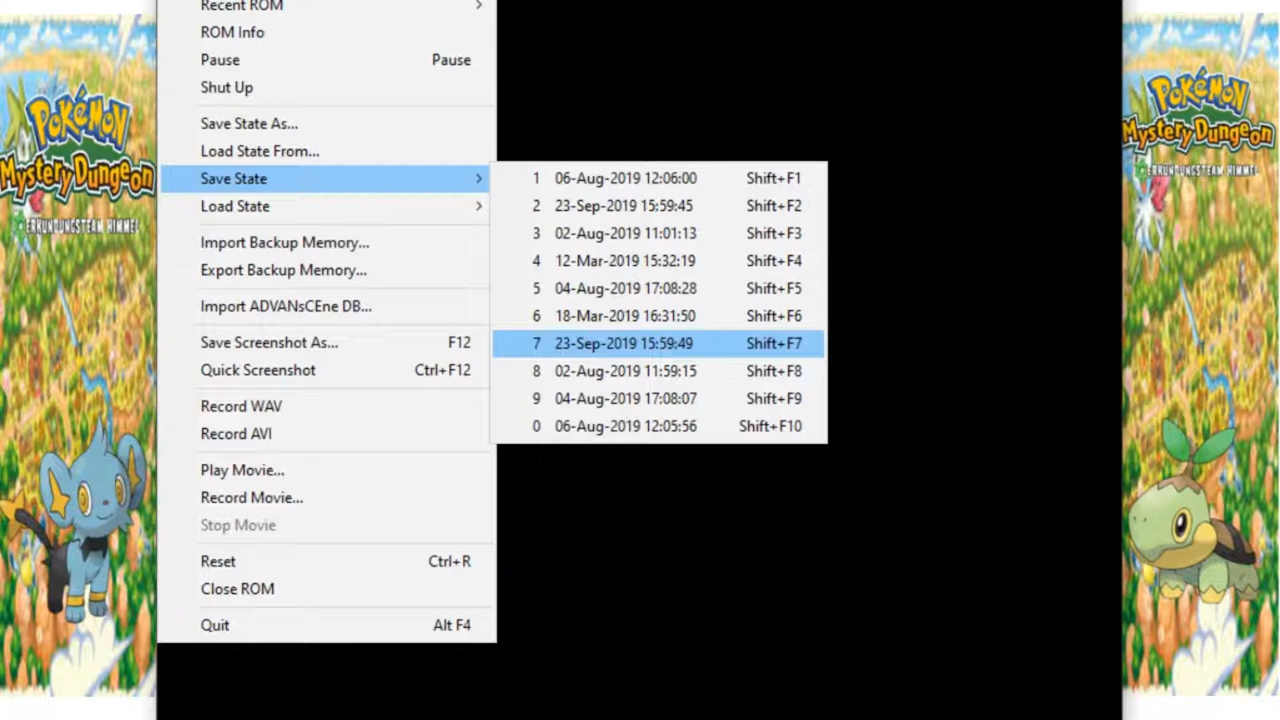 Recent ROM
ROM Info
Pause Pause
Shut Up
Save State As...
Load State From...
Save State
Load State
Import Backup Memory...
Export Backup Memory...
Import ADVANsCEne DB...
Save Screenshot As... F12
Quick Screenshot Ctrl+F12
Record WAV
Record AVI
Play Movie...
Record Movie...
Stop Movie
Reset Ctrl+R
Close ROM
Quit Alt F4
1 06-Aug-2019 12:06:00 Shift+F1
2 23-Sep-2019 15:59:45 Shift+F2
3 02-Aug-2019 11:01:13 Shift+F3
4 12-Mar-2019 15:32:19 Shift+F4
5 04-Aug-2019 17:08:28 Shift+F5
6 18-Mar-2019 16:31:50 Shift+F6
7 23-Sep-2019 15:59:49 Shift+F7
8 02-Aug-2019 11:59:15 Shift+F8
9 04-Aug-2019 17:08:07 Shift+F9
0 06-Aug-2019 12:05:56 Shift+F10
POKéMON
Mystery Dungeon
ERKUNDUNGSTEAM HIMMEL
POKéMON
Mystery Dungeon
ERKUNDUNGSTEAM HIMMEL